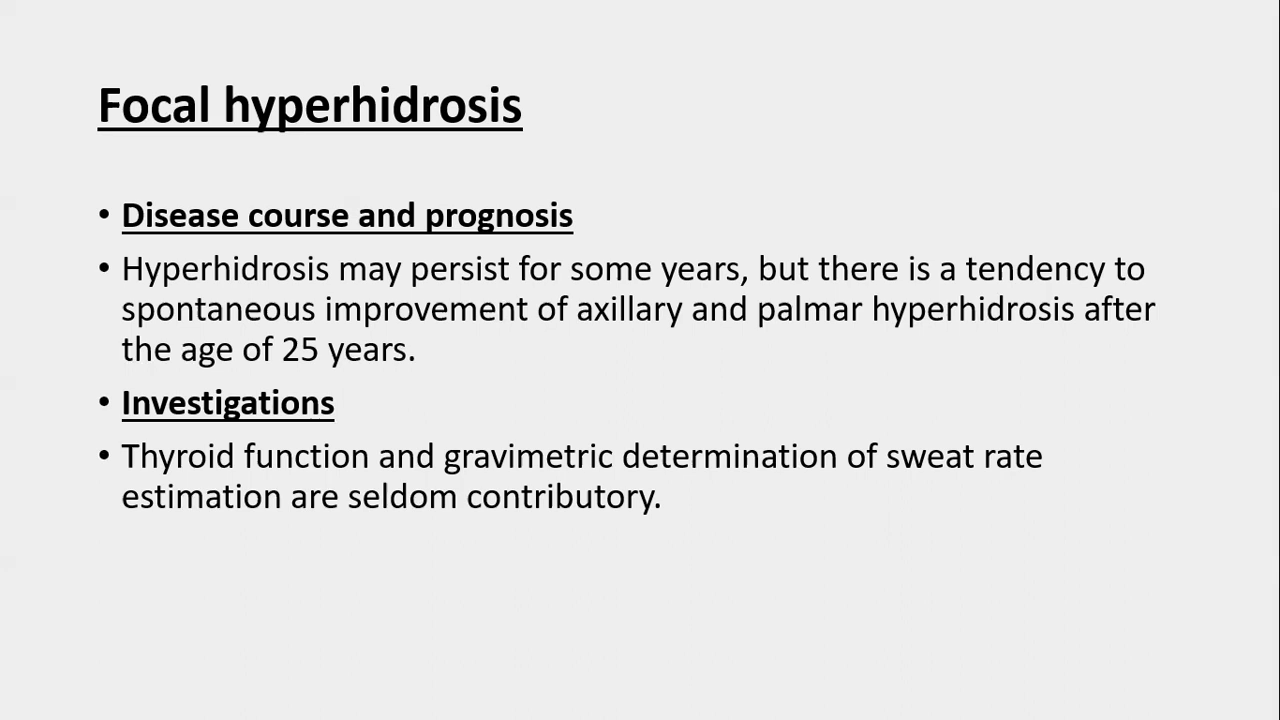 Focal hyperhidrosis
• Disease course and prognosis
• Hyperhidrosis may persist for some years, but there is a tendency to
spontaneous improvement of axillary and palmar hyperhidrosis after
the age of 25 years.
• Investigations
• Thyroid function and gravimetric determination of sweat rate
estimation are seldom contributory.